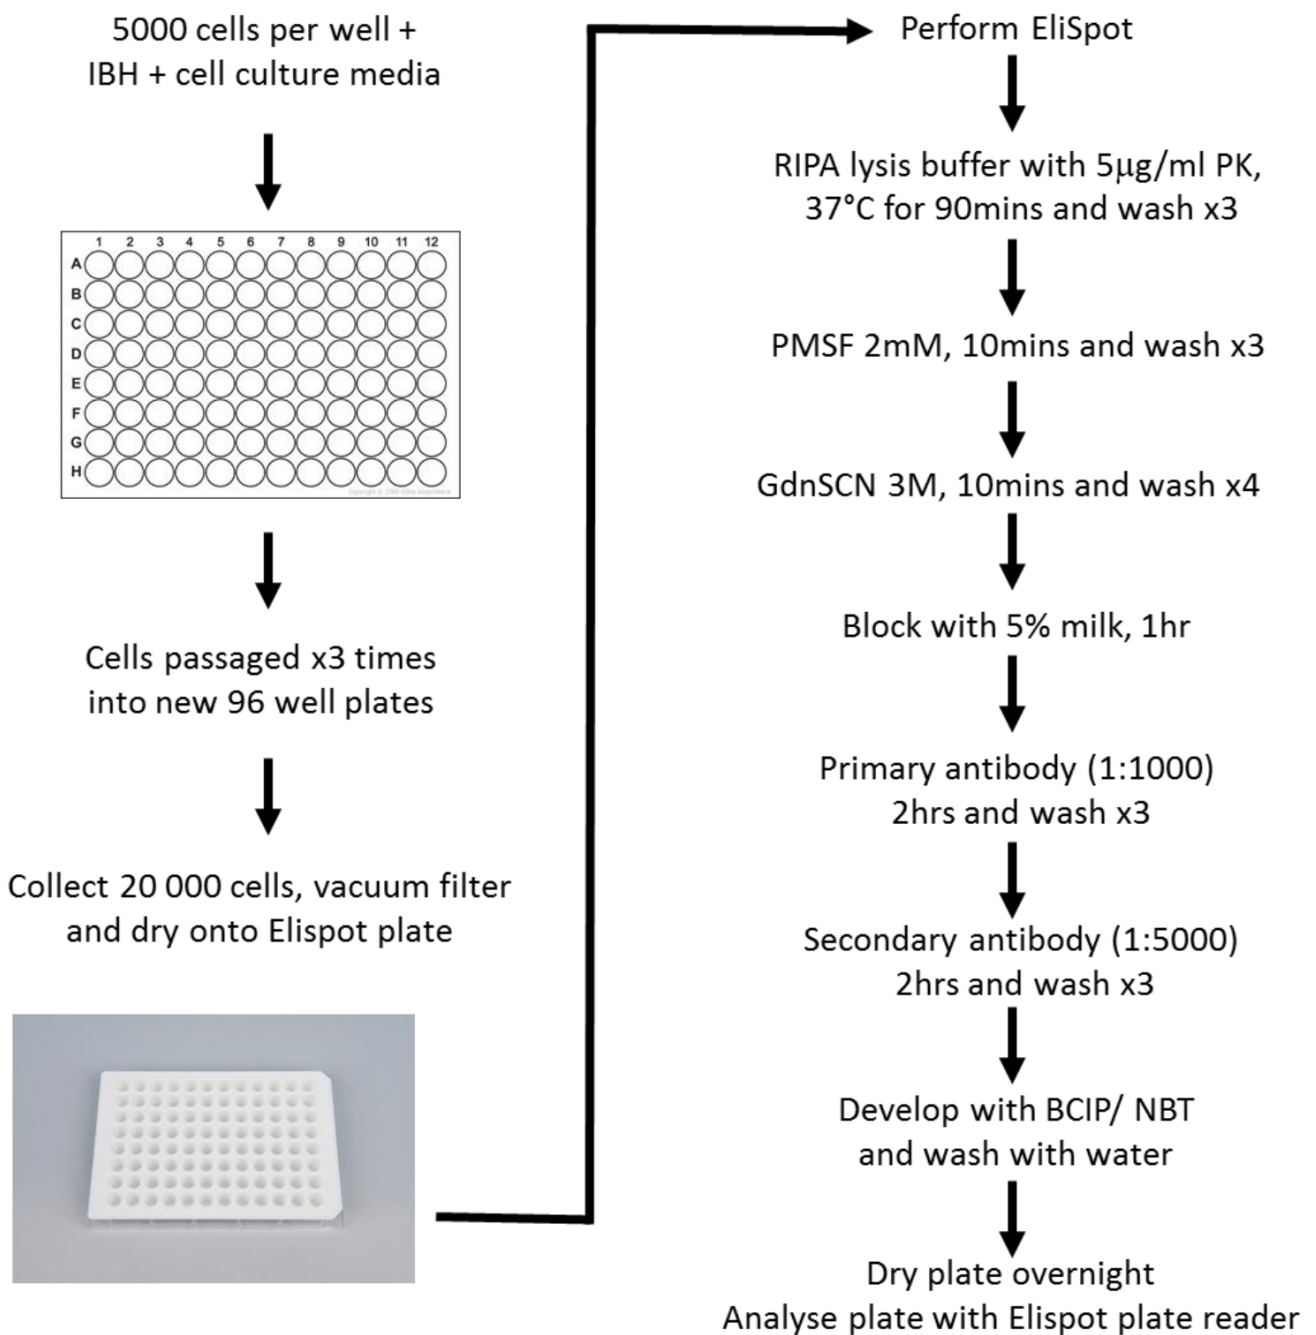 5000 cells per well +
IBH + cell culture media
1 2 3 4 5 6 7 8 9 10 11 12
A
B
C
D
E
F
G
H
Cells passaged x3 times
into new 96 well plates
Collect 20 000 cells, vacuum filter
and dry onto Elispot plate
Perform EliSpot
RIPA lysis buffer with 5µg/ml PK,
37°C for 90mins and wash x3
PMSF 2mM, 10mins and wash x3
GdnSCN 3M, 10mins and wash x4
Block with 5% milk, 1hr
Primary antibody (1:1000)
2hrs and wash x3
Secondary antibody (1:5000)
2hrs and wash x3
Develop with BCIP/ NBT
and wash with water
Dry plate overnight
Analyse plate with Elispot plate reader